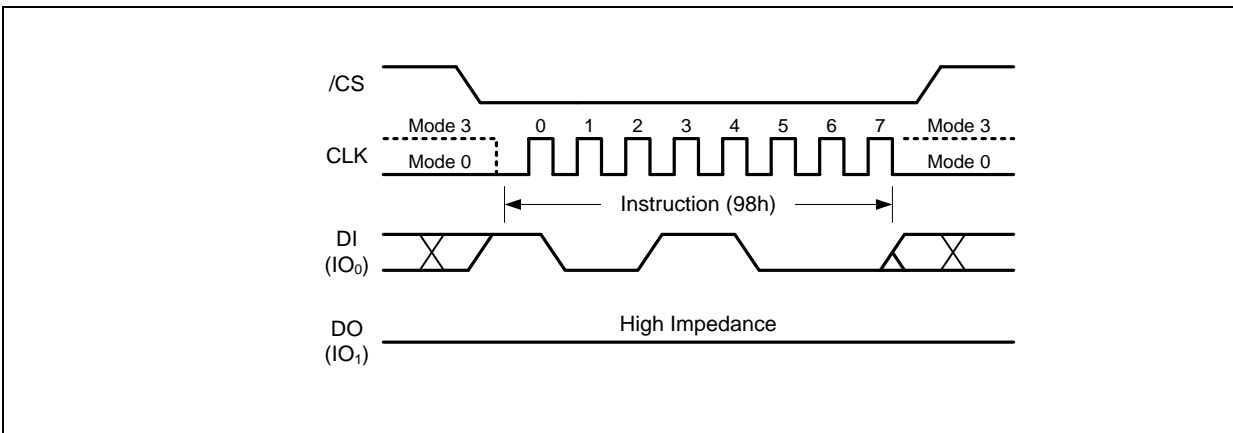 /CS
Mode 3 0 1 2 3 4 5 6 7 Mode 3
CLK
Mode 0 Mode 0
Instruction (98h)
DI
(IO₀)
High Impedance
DO
(IO₁)